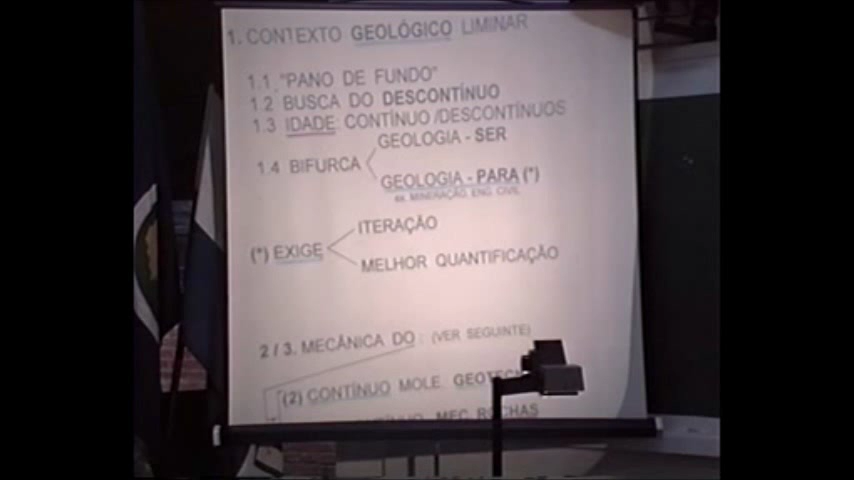 1. CONTEXTO GEOLÓGICO LIMINAR
1.1. "PANO DE FUNDO"
1.2 BUSCA DO DESCONTÍNUO
1.3 IDADE: CONTÍNUO/DESCONTÍNUOS
1.4 BIFURCA
GEOLOGIA - SER
GEOLOGIA - PARA (*)
ex. MINERAÇÃO, ENG. CIVIL
(*) EXIGE
ITERAÇÃO
MELHOR QUANTIFICAÇÃO
2 / 3. MECÂNICA DO : (VER SEGUINTE)
(2) CONTÍNUO MOLE
MEC. ROCHAS